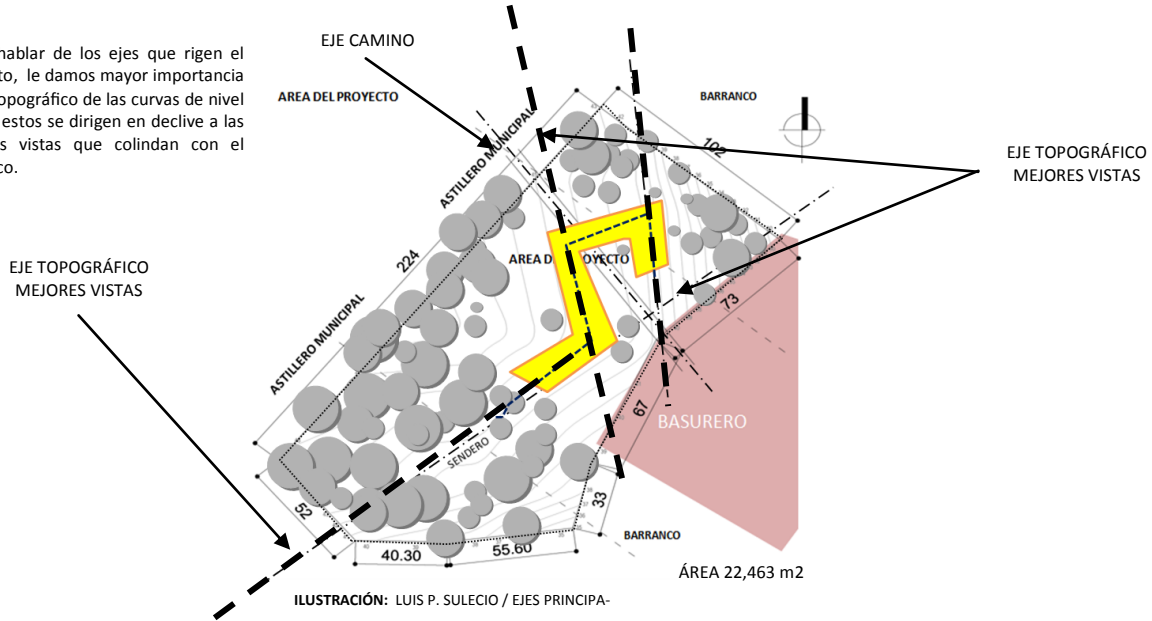 hablar de los ejes que rigen el
to, le damos mayor importancia
opográfico de las curvas de nivel
estos se dirigen en declive a las
s vistas que colindan con el
co.
EJE CAMINO
AREA DEL PROYECTO
BARRANCO
ASTILLERO MUNICIPAL
102
EJE TOPOGRÁFICO
MEJORES VISTAS
224
AREA D OYECTO
EJE TOPOGRÁFICO
MEJORES VISTAS
73
ASTILLERO MUNICIPAL
67
BASURERO
SENDERO
52
33
BARRANCO
40.30
55.60
ÁREA 22,463 m2
ILUSTRACIÓN: LUIS P. SULECIO / EJES PRINCIPA-